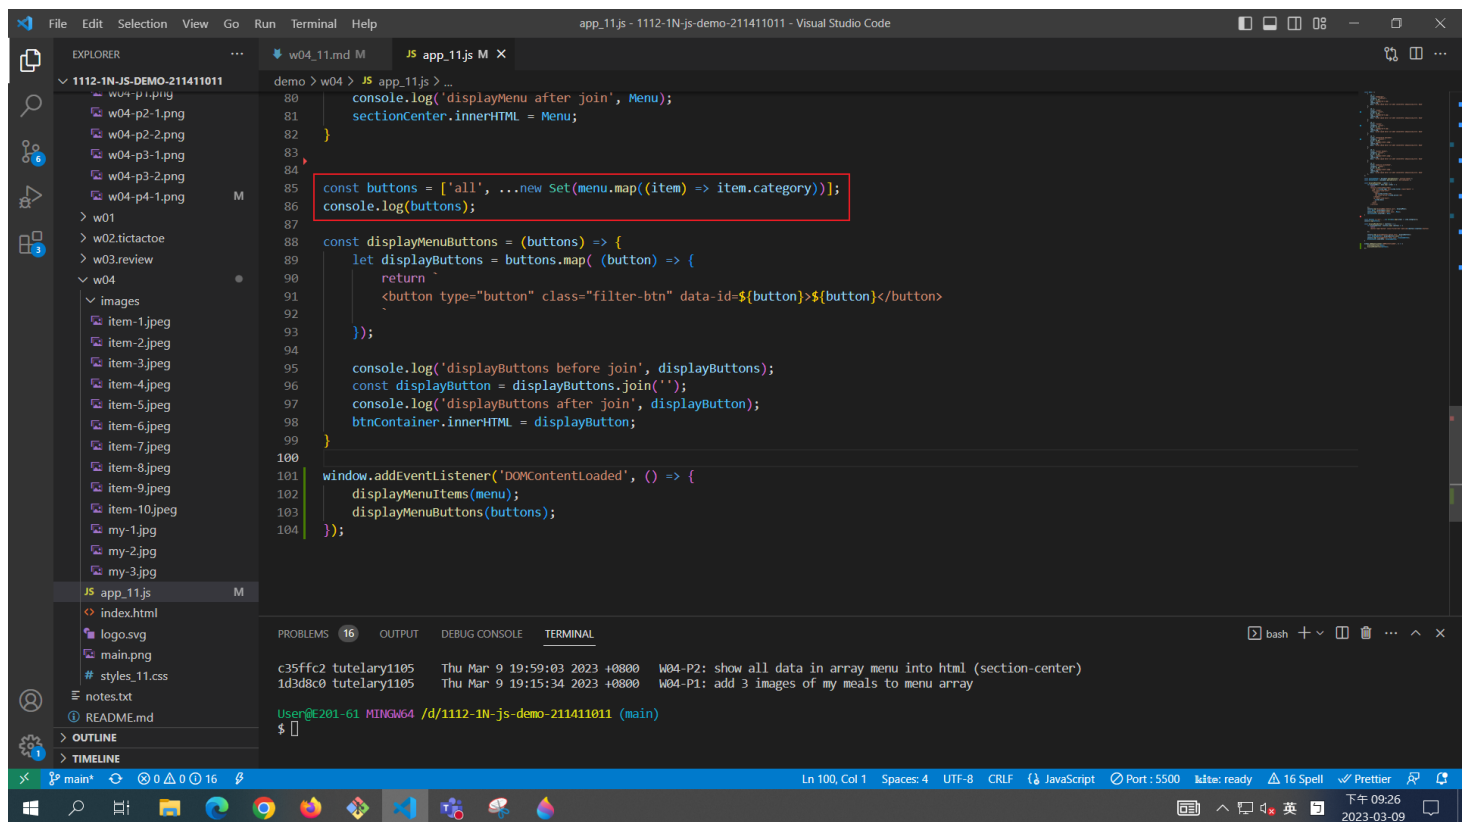 File Edit Selection View Go Run Terminal Help
app_11.js - 1112-1N-js-demo-211411011 - Visual Studio Code
EXPLORER
1112-1N-JS-DEMO-211411011
w04-p1.png
w04-p2-1.png
w04-p2-2.png
w04-p3-1.png
w04-p3-2.png
w04-p4-1.png M
w01
w02.tictactoe
w03.review
w04
images
item-1.jpeg
item-2.jpeg
item-3.jpeg
item-4.jpeg
item-5.jpeg
item-6.jpeg
item-7.jpeg
item-8.jpeg
item-9.jpeg
item-10.jpeg
my-1.jpg
my-2.jpg
my-3.jpg
JS app_11.js M
<> index.html
logo.svg
main.png
# styles_11.css
notes.txt
README.md
OUTLINE
TIMELINE
w04_11.md M
JS app_11.js M
demo > w04 > JS app_11.js > ...
80 console.log('displayMenu after join', Menu);
81 sectionCenter.innerHTML = Menu;
82 }
83
84
85 const buttons = ['all', ...new Set(menu.map((item) => item.category))];
86 console.log(buttons);
87
88 const displayMenuButtons = (buttons) => {
89 let displayButtons = buttons.map( (button) => {
90 return `
91 <button type="button" class="filter-btn" data-id=${button}>${button}</button>
92 `
93 });
94
95 console.log('displayButtons before join', displayButtons);
96 const displayButton = displayButtons.join('');
97 console.log('displayButtons after join', displayButton);
98 btnContainer.innerHTML = displayButton;
99 }
100
101 window.addEventListener('DOMContentLoaded', () => {
102 displayMenuItems(menu);
103 displayMenuButtons(buttons);
104 });
PROBLEMS 16 OUTPUT DEBUG CONSOLE TERMINAL
bash
c35ffc2 tutelary1105 Thu Mar 9 19:59:03 2023 +0800 W04-P2: show all data in array menu into html (section-center)
1d3d8c0 tutelary1105 Thu Mar 9 19:15:34 2023 +0800 W04-P1: add 3 images of my meals to menu array
User@E201-61 MINGW64 /d/1112-1N-js-demo-211411011 (main)
$
6
3
1
main* 0 0 16
Ln 100, Col 1 Spaces: 4 UTF-8 CRLF JavaScript Port : 5500 kite: ready 16 Spell Prettier
英
下午 09:26
2023-03-09